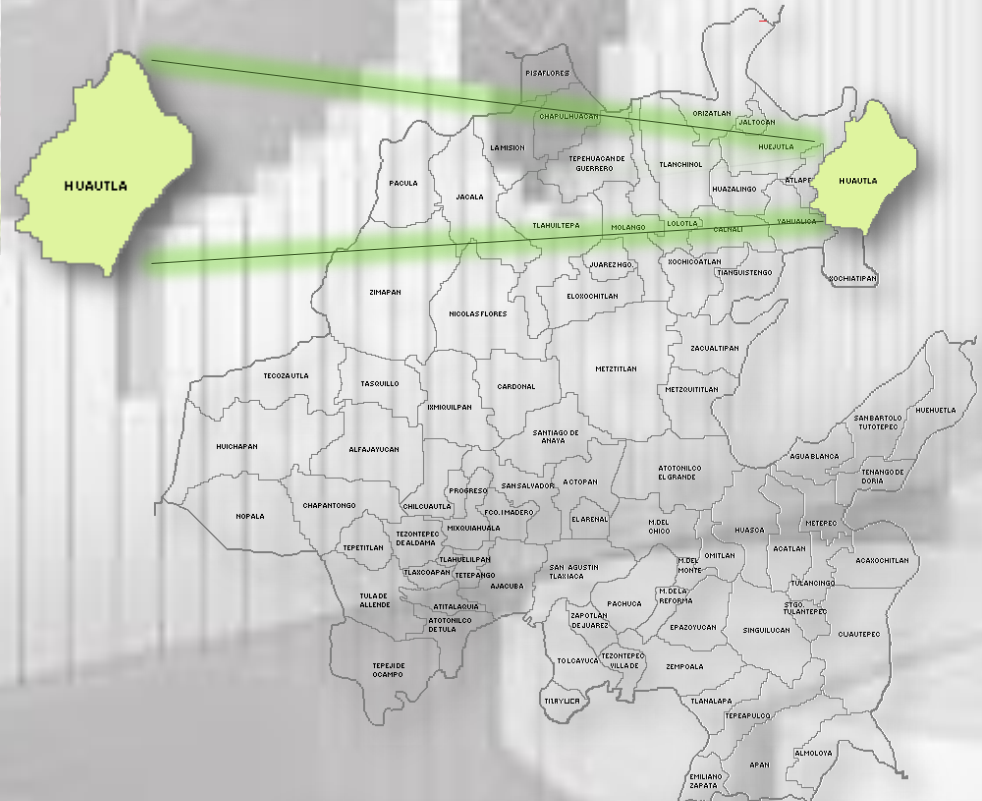 PISAFLORES
ORIZATLAN
CHAPULHUACAN
JALTOCAN
LA MISION
HUEJUTLA
TEPEHUACAN DE
GUERRERO
TLANCHINOL
ATLAPE
HUAUTLA
HUAUTLA
PACULA
HUAZALINGO
JACALA
TLAHUILTEPA
MOLANGO
LOLOTLA
CALNALI
YAHUALICA
JUAREZ HGO.
XOCHICOATLAN
TIANGUISTENGO
XOCHIATIPAN
ZIMAPAN
ELOXOCHITLAN
NICOLAS FLORES
ZACUALTIPAN
METZTITLAN
TECOZAUTLA
TASQUILLO
CARDONAL
METZQUITITLAN
IXMIQUILPAN
HUEHUETLA
SAN BARTOLO
TUTOTEPEC
SANTIAGO DE
ANAYA
HUICHAPAN
ALFAJAYUCAN
AGUA BLANCA
ATOTONILCO
EL GRANDE
TENANGO DE
DORIA
PROGRESO
SAN SALVADOR
ACTOPAN
CHAPANTONGO
CHILCUAUTLA
FCO. I MADERO
NOPALA
EL ARENAL
M. DEL
CHICO
MIXQUIAHUALA
HUASCA
METEPEC
TEZONTEPEC
DE ALDAMA
TEPETITLAN
ACATLAN
OMITLAN
ACAXOCHITLAN
TLAHUELILPAN
M. DEL
MONTE
TLAXCOAPAN
TETEPANGO
SAN AGUSTIN
TLAXIACA
AJACUBA
TULANCINGO
TULA DE
ALLENDE
M. DE LA
REFORMA
PACHUCA
ATITALAQUIA
STGO.
TULANTEPEC
ATOTONILCO
DE TULA
ZAPOTLAN
DE JUAREZ
EPAZOYUCAN
SINGUILUCAN
CUAUTEPEC
TOLCAYUCA
TEZONTEPEC
VILLA DE
ZEMPOALA
TEPEJI DE
OCAMPO
TLANALAPA
TEPEAPULCO
ALMOLOYA
APAN
EMILIANO
ZAPATA